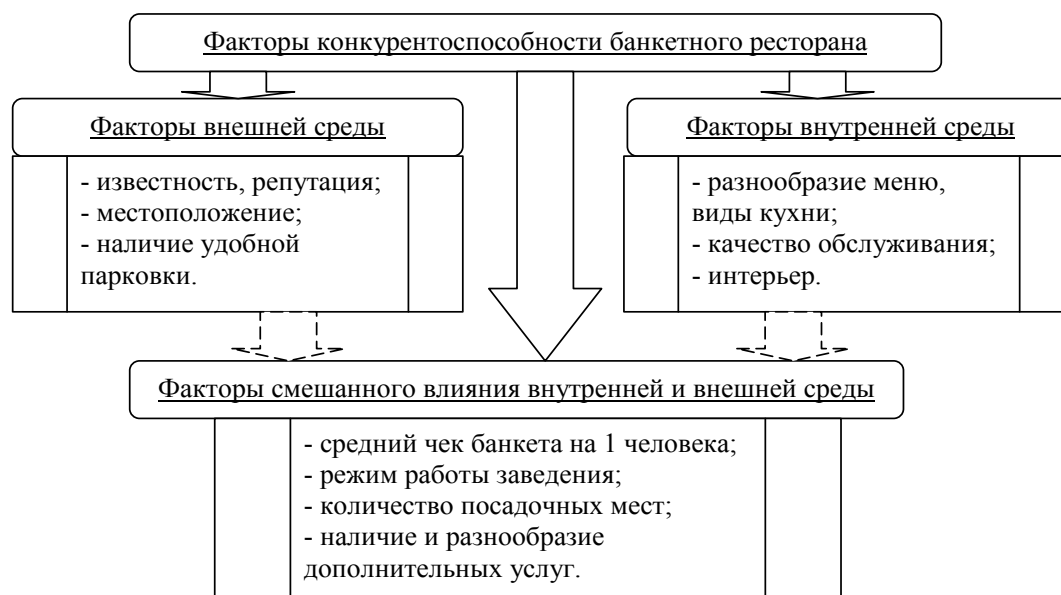 Факторы конкурентоспособности банкетного ресторана
Факторы внешней среды
- известность, репутация;
- местоположение;
- наличие удобной
парковки.
Факторы внутренней среды
- разнообразие меню,
виды кухни;
- качество обслуживания;
- интерьер.
Факторы смешанного влияния внутренней и внешней среды
- средний чек банкета на 1 человека;
- режим работы заведения;
- количество посадочных мест;
- наличие и разнообразие
дополнительных услуг.